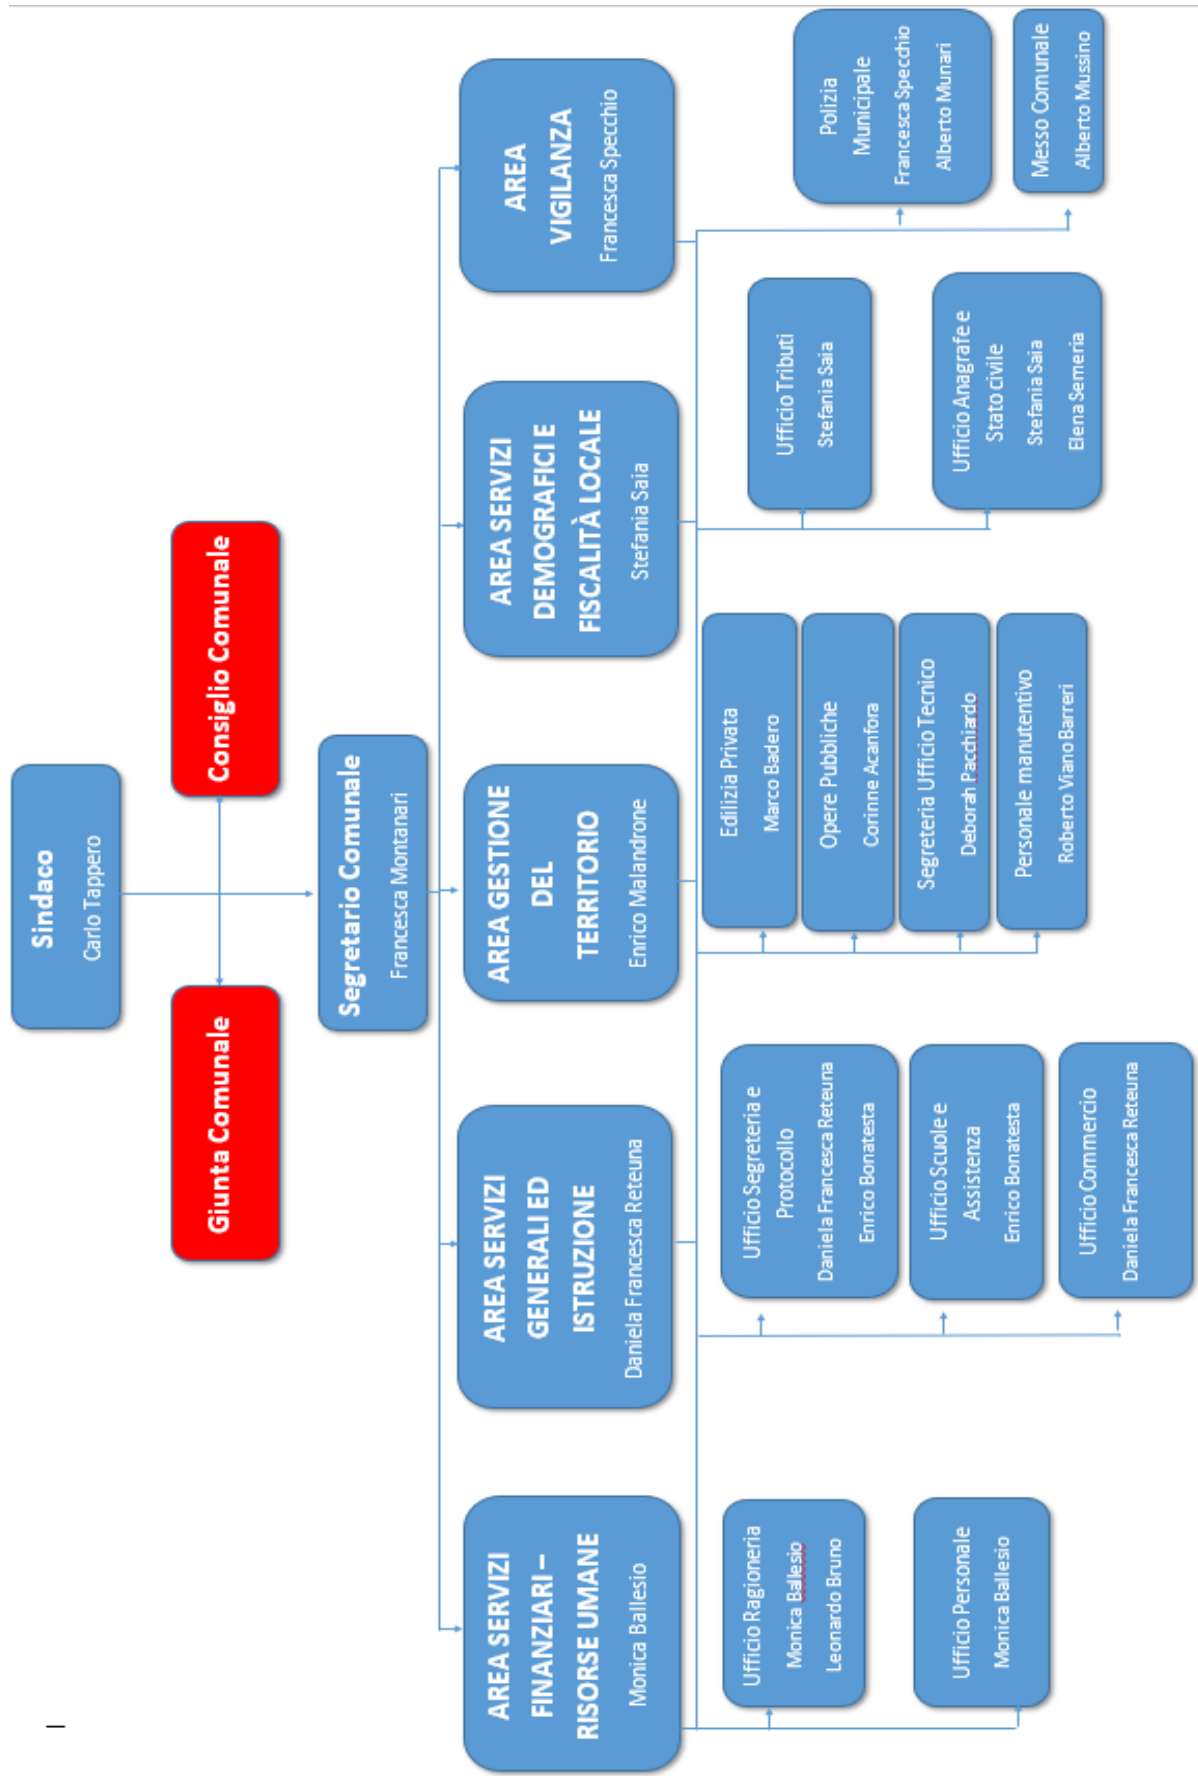 Sindaco
Carlo Tappero
Giunta Comunale
Consiglio Comunale
Segretario Comunale
Francesca Montanari
AREA SERVIZI
FINANZIARI –
RISORSE UMANE
Monica Ballesio
AREA SERVIZI
GENERALI ED
ISTRUZIONE
Daniela Francesca Reteuna
AREA GESTIONE
DEL
TERRITORIO
Enrico Malandrone
AREA SERVIZI
DEMOGRAFICI E
FISCALITÀ LOCALE
Stefania Saia
AREA
VIGILANZA
Francesca Specchio
Ufficio Ragioneria
Monica Ballesio
Leonardo Bruno
Ufficio Personale
Monica Ballesio
Ufficio Segreteria e
Protocollo
Daniela Francesca Reteuna
Enrico Bonatesta
Ufficio Scuole e
Assistenza
Enrico Bonatesta
Ufficio Commercio
Daniela Francesca Reteuna
Edilizia Privata
Marco Badero
Opere Pubbliche
Corinne Acanfora
Segreteria Ufficio Tecnico
Deborah Pacchiardo
Personale manutentivo
Roberto Viano Barreri
Ufficio Tributi
Stefania Saia
Ufficio Anagrafe e
Stato civile
Stefania Saia
Elena Semeria
Polizia
Municipale
Francesca Specchio
Alberto Munari
Messo Comunale
Alberto Mussino